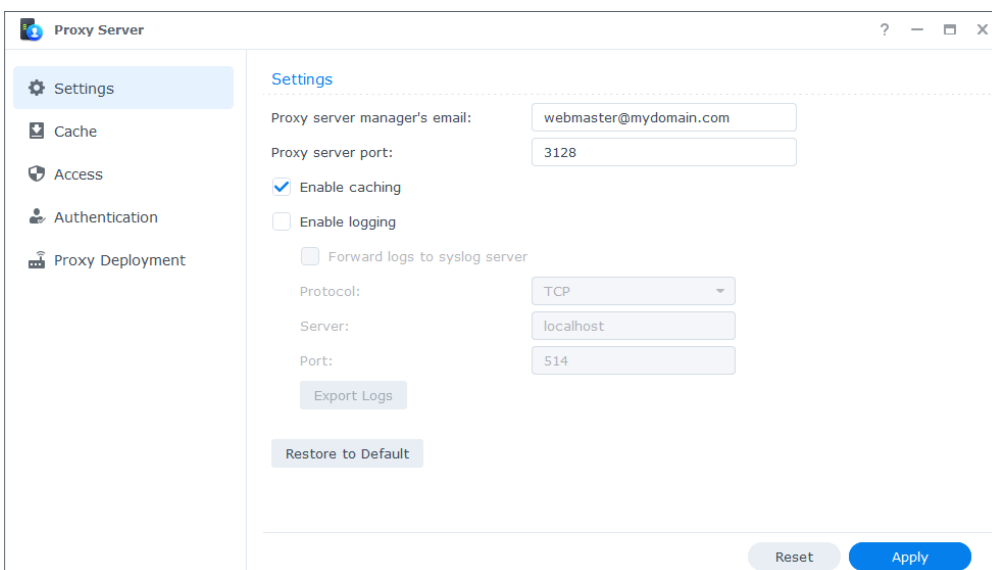 Proxy Server
?
Settings
Cache
Access
Authentication
Proxy Deployment
Settings
Proxy server manager's email: webmaster@mydomain.com
Proxy server port: 3128
Enable caching
Enable logging
Forward logs to syslog server
Protocol: TCP
Server: localhost
Port: 514
Export Logs
Restore to Default
Reset Apply